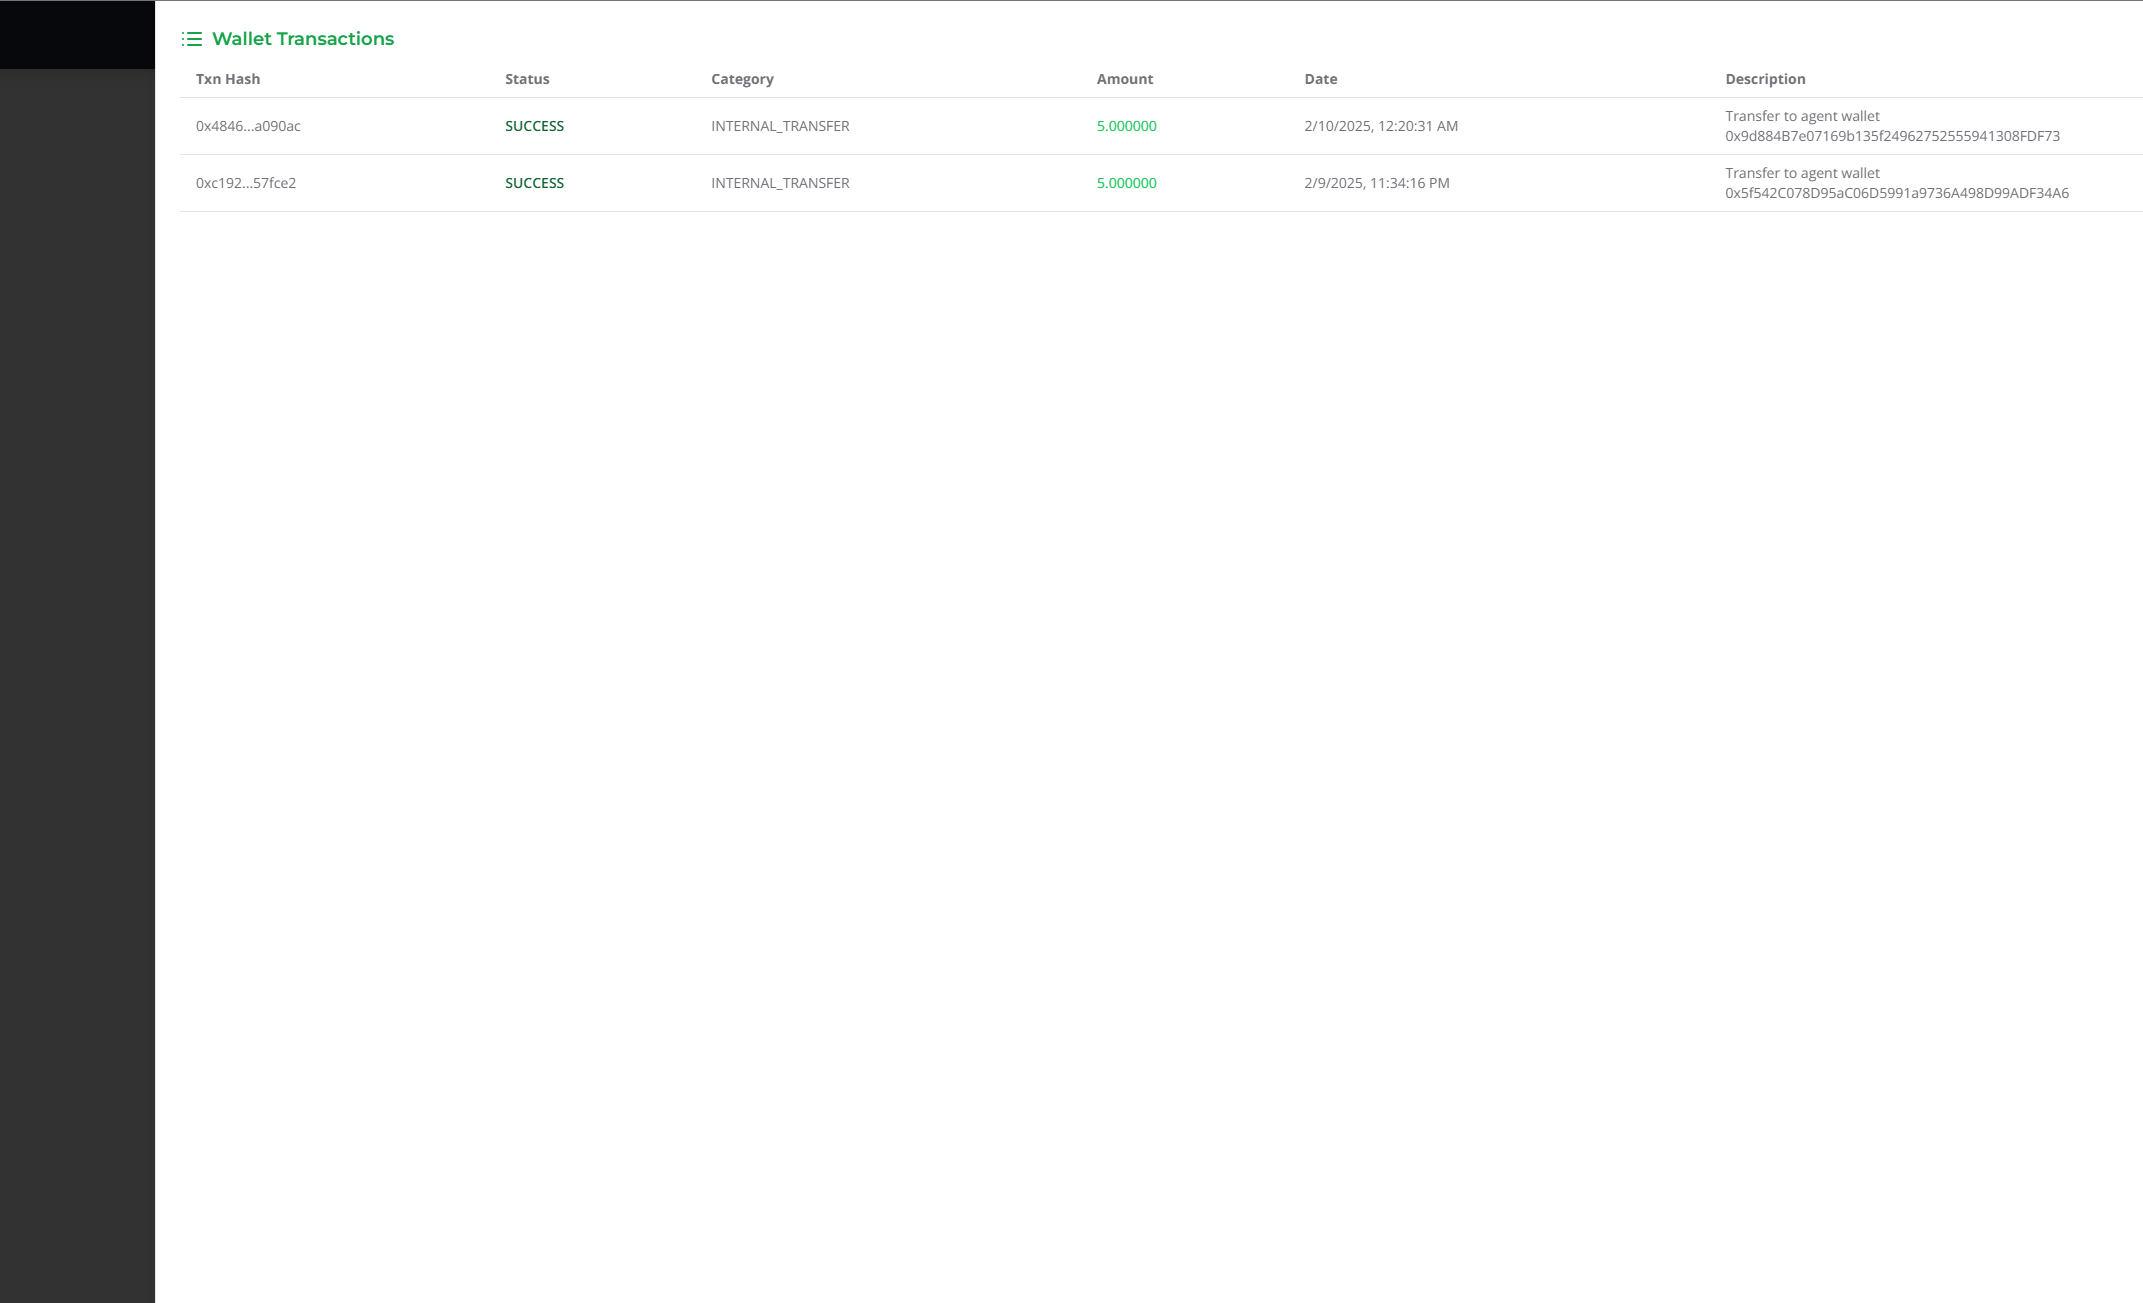 Wallet Transactions
Txn Hash Status Category Amount Date Description
0x4846...a090ac SUCCESS INTERNAL_TRANSFER 5.000000 2/10/2025, 12:20:31 AM Transfer to agent wallet
0x9d884B7e07169b135f24962752555941308FDF73
0xc192...57fce2 SUCCESS INTERNAL_TRANSFER 5.000000 2/9/2025, 11:34:16 PM Transfer to agent wallet
0x5f542C078D95aC06D5991a9736A498D99ADF34A6